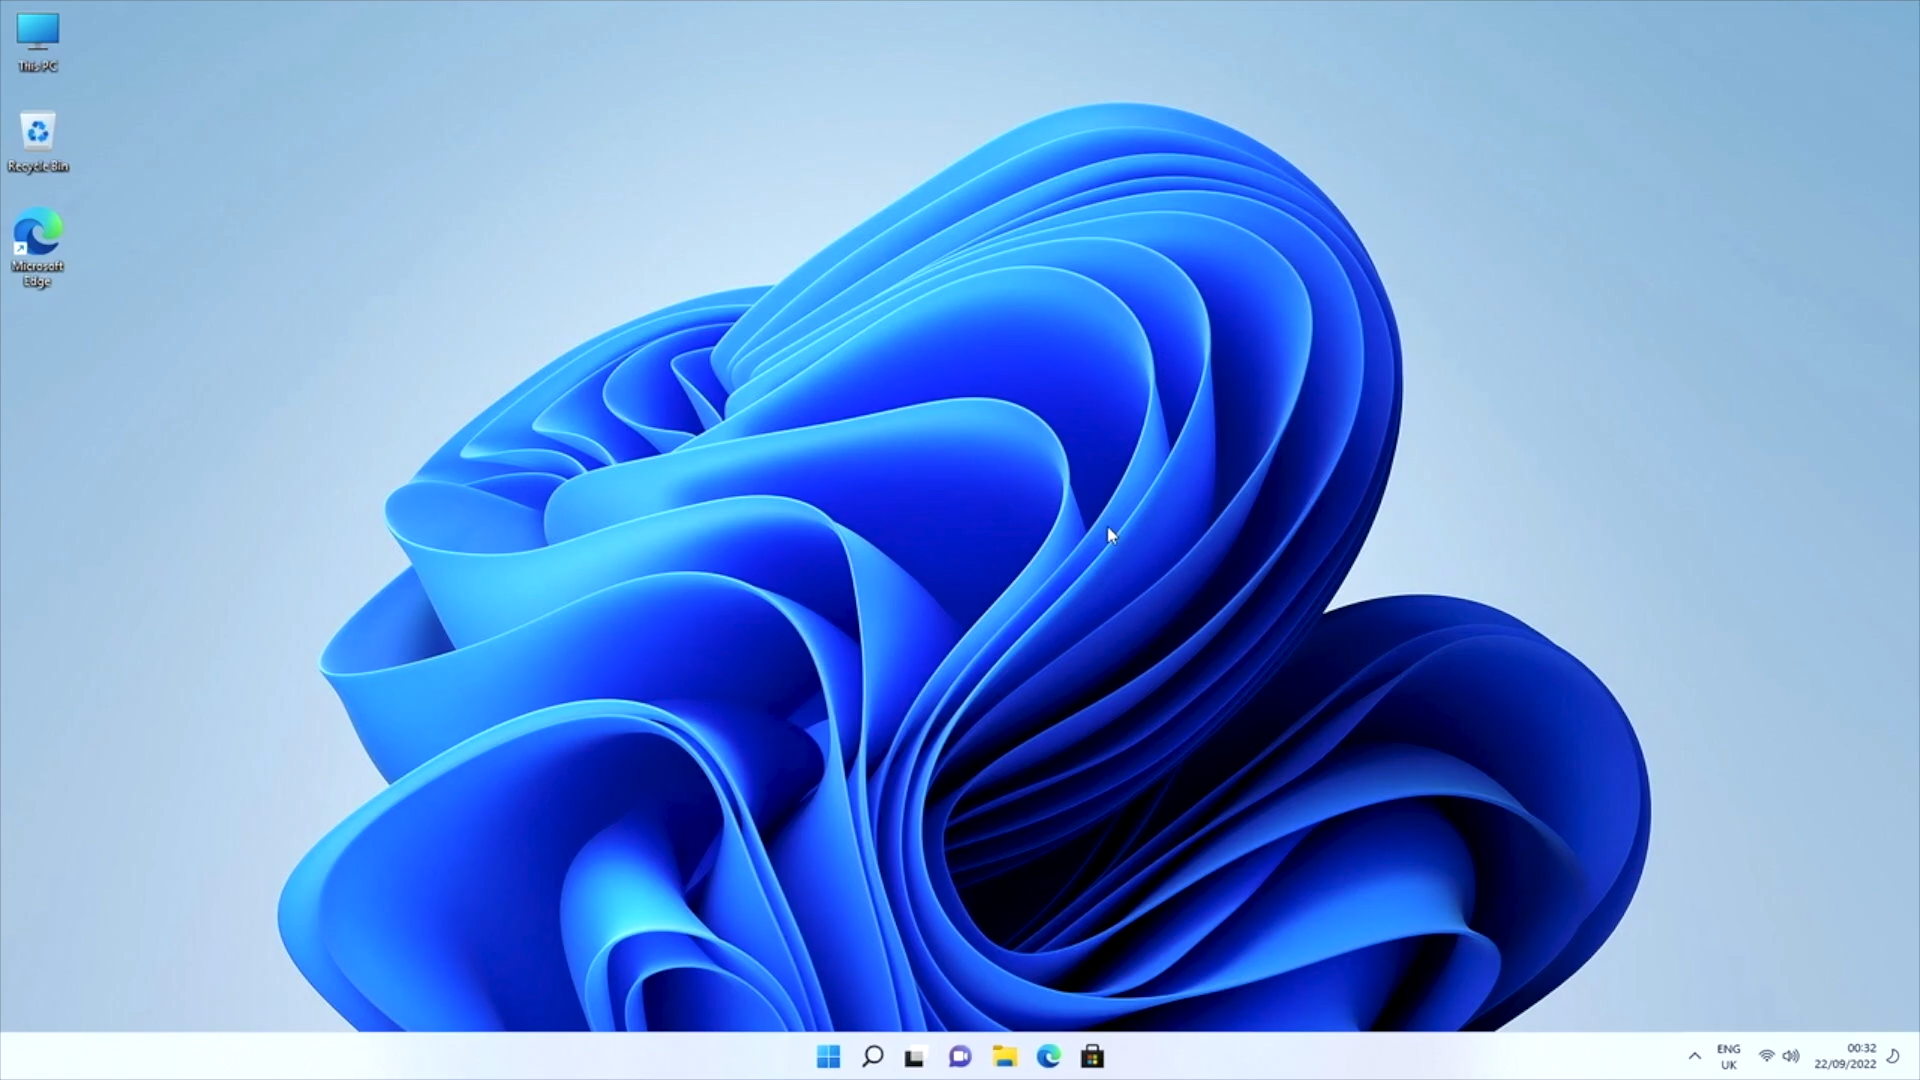 This PC
Recycle Bin
Microsoft
Edge
ENG
UK
00:32
22/09/2022